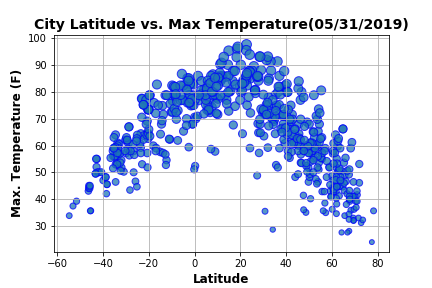 City Latitude vs. Max Temperature(05/31/2019)
Max. Temperature (F)
100
90
80
70
60
50
40
30
−60 −40 −20 0 20 40 60 80
Latitude